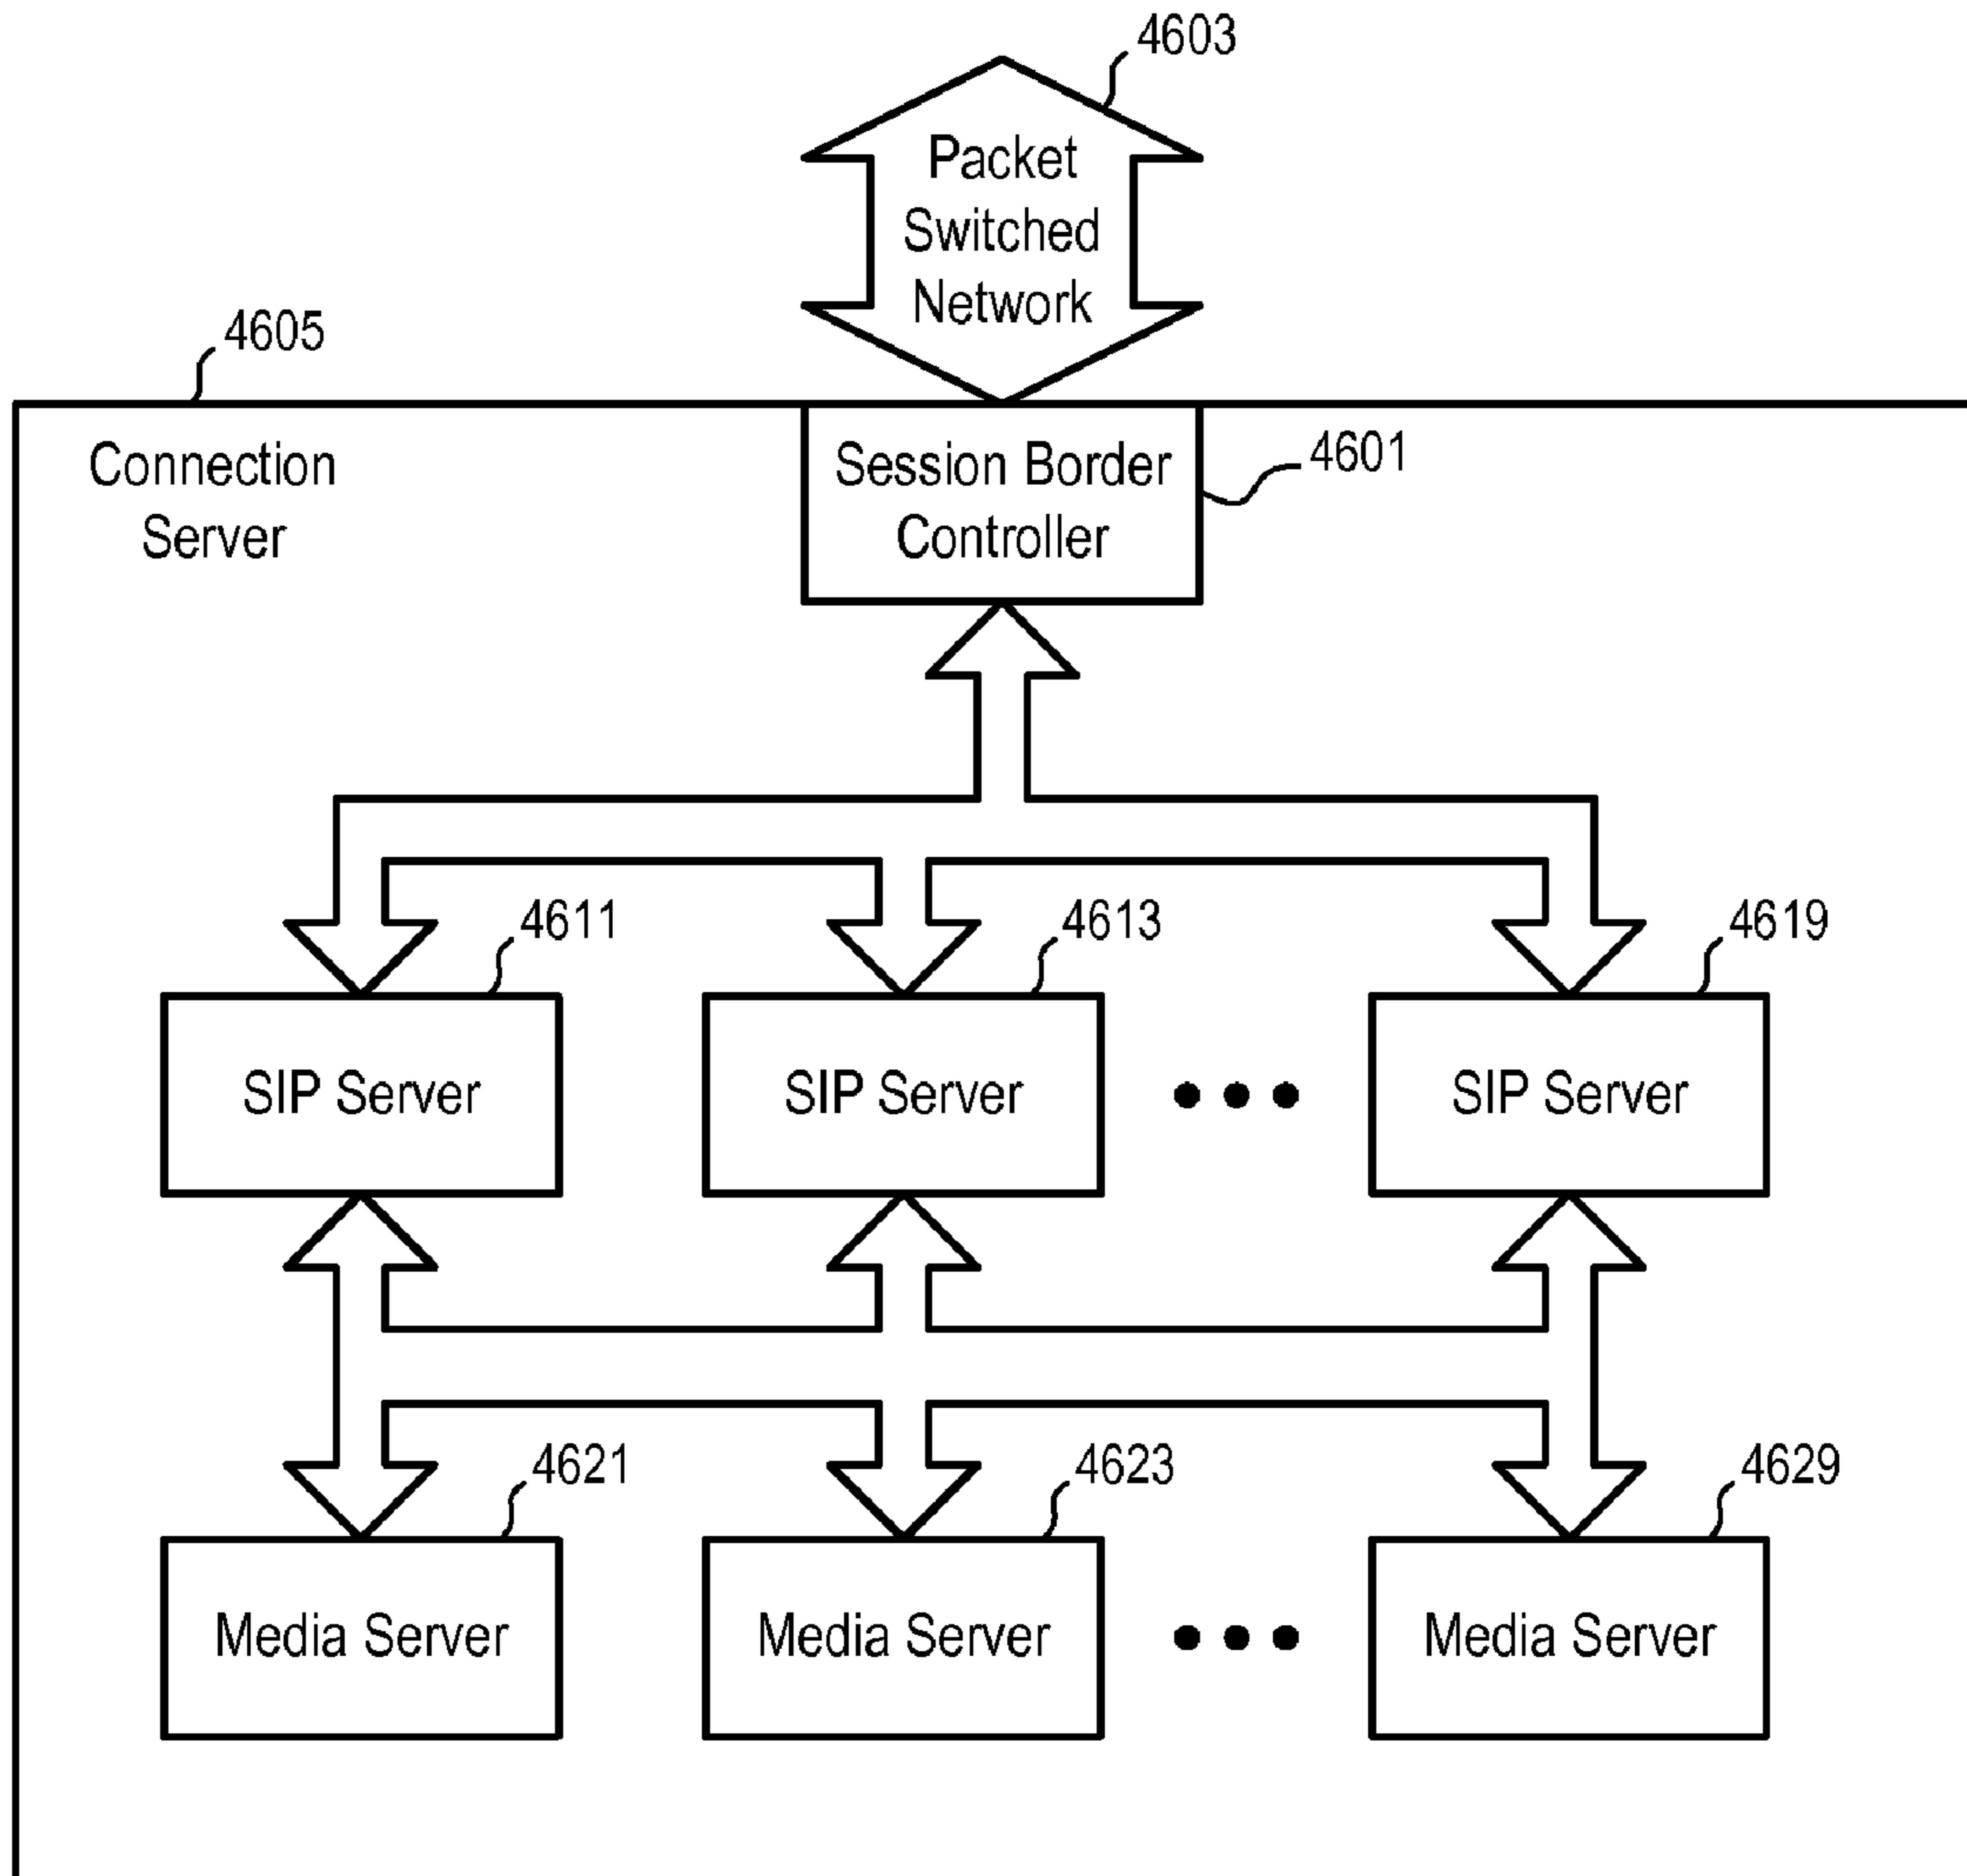 4603
Packet
Switched
Network
4605
Connection
Server
Session Border
Controller
4601
4611
4613
4619
SIP Server
SIP Server
SIP Server
4621
4623
4629
Media Server
Media Server
Media Server